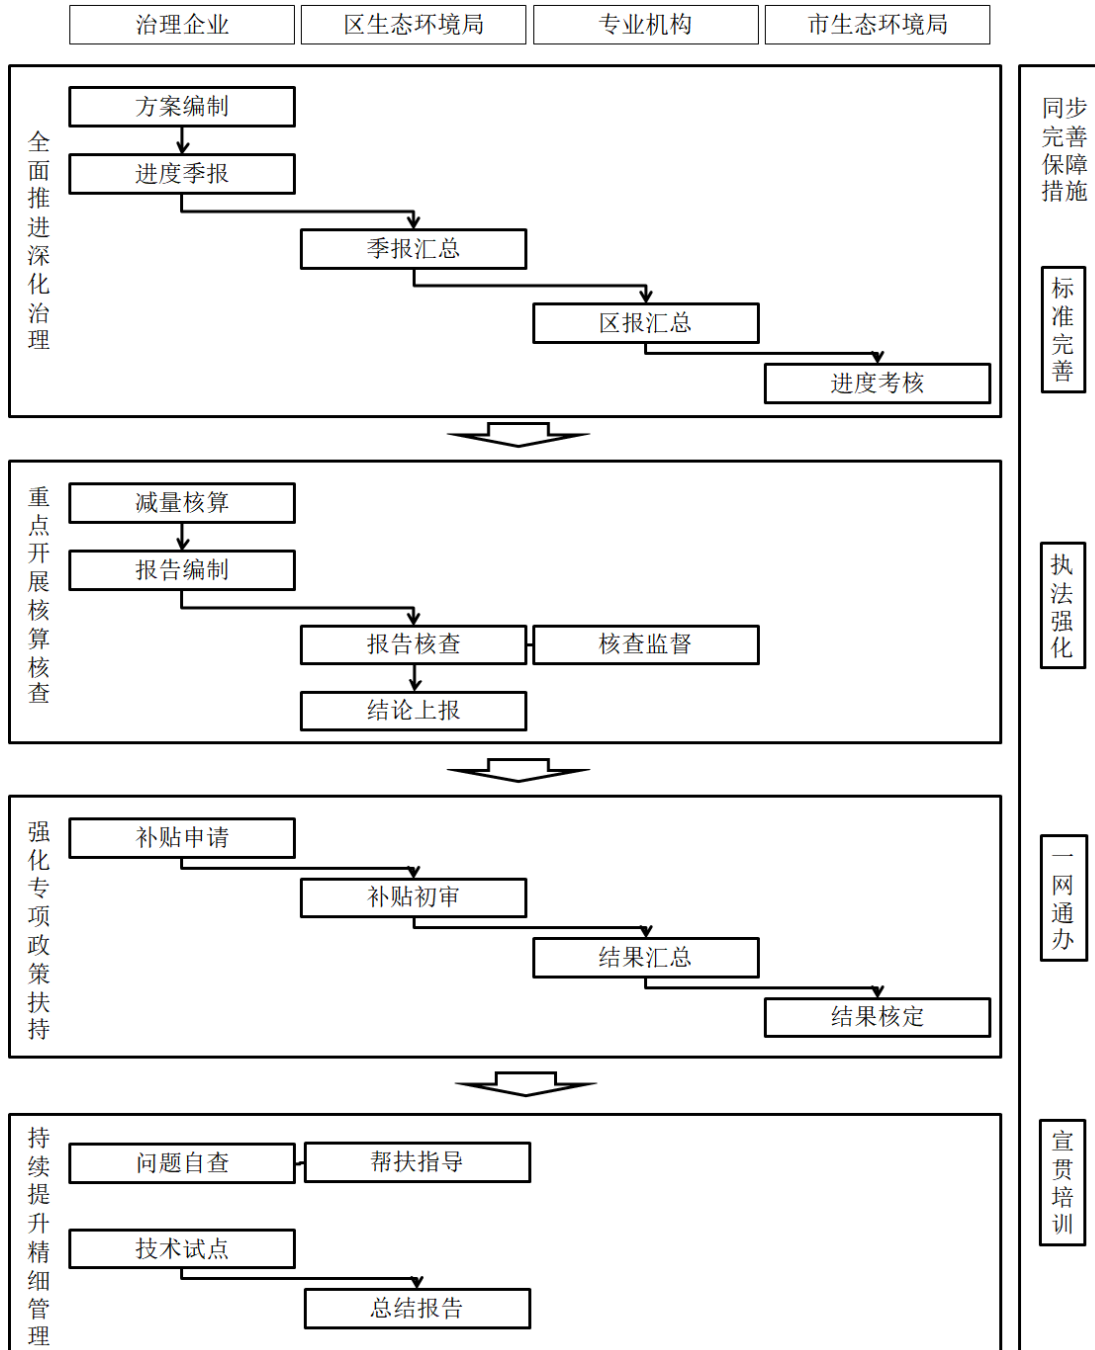 治理企业
区生态环境局
专业机构
市生态环境局
全面推进深化治理
方案编制
进度季报
季报汇总
区报汇总
进度考核
重点开展核算核查
减量核算
报告编制
报告核查
核查监督
结论上报
强化专项政策扶持
补贴申请
补贴初审
结果汇总
结果核定
持续提升精细管理
问题自查
帮扶指导
技术试点
总结报告
同步
完善
保障
措施
标准完善
执法强化
一网通办
宣贯培训